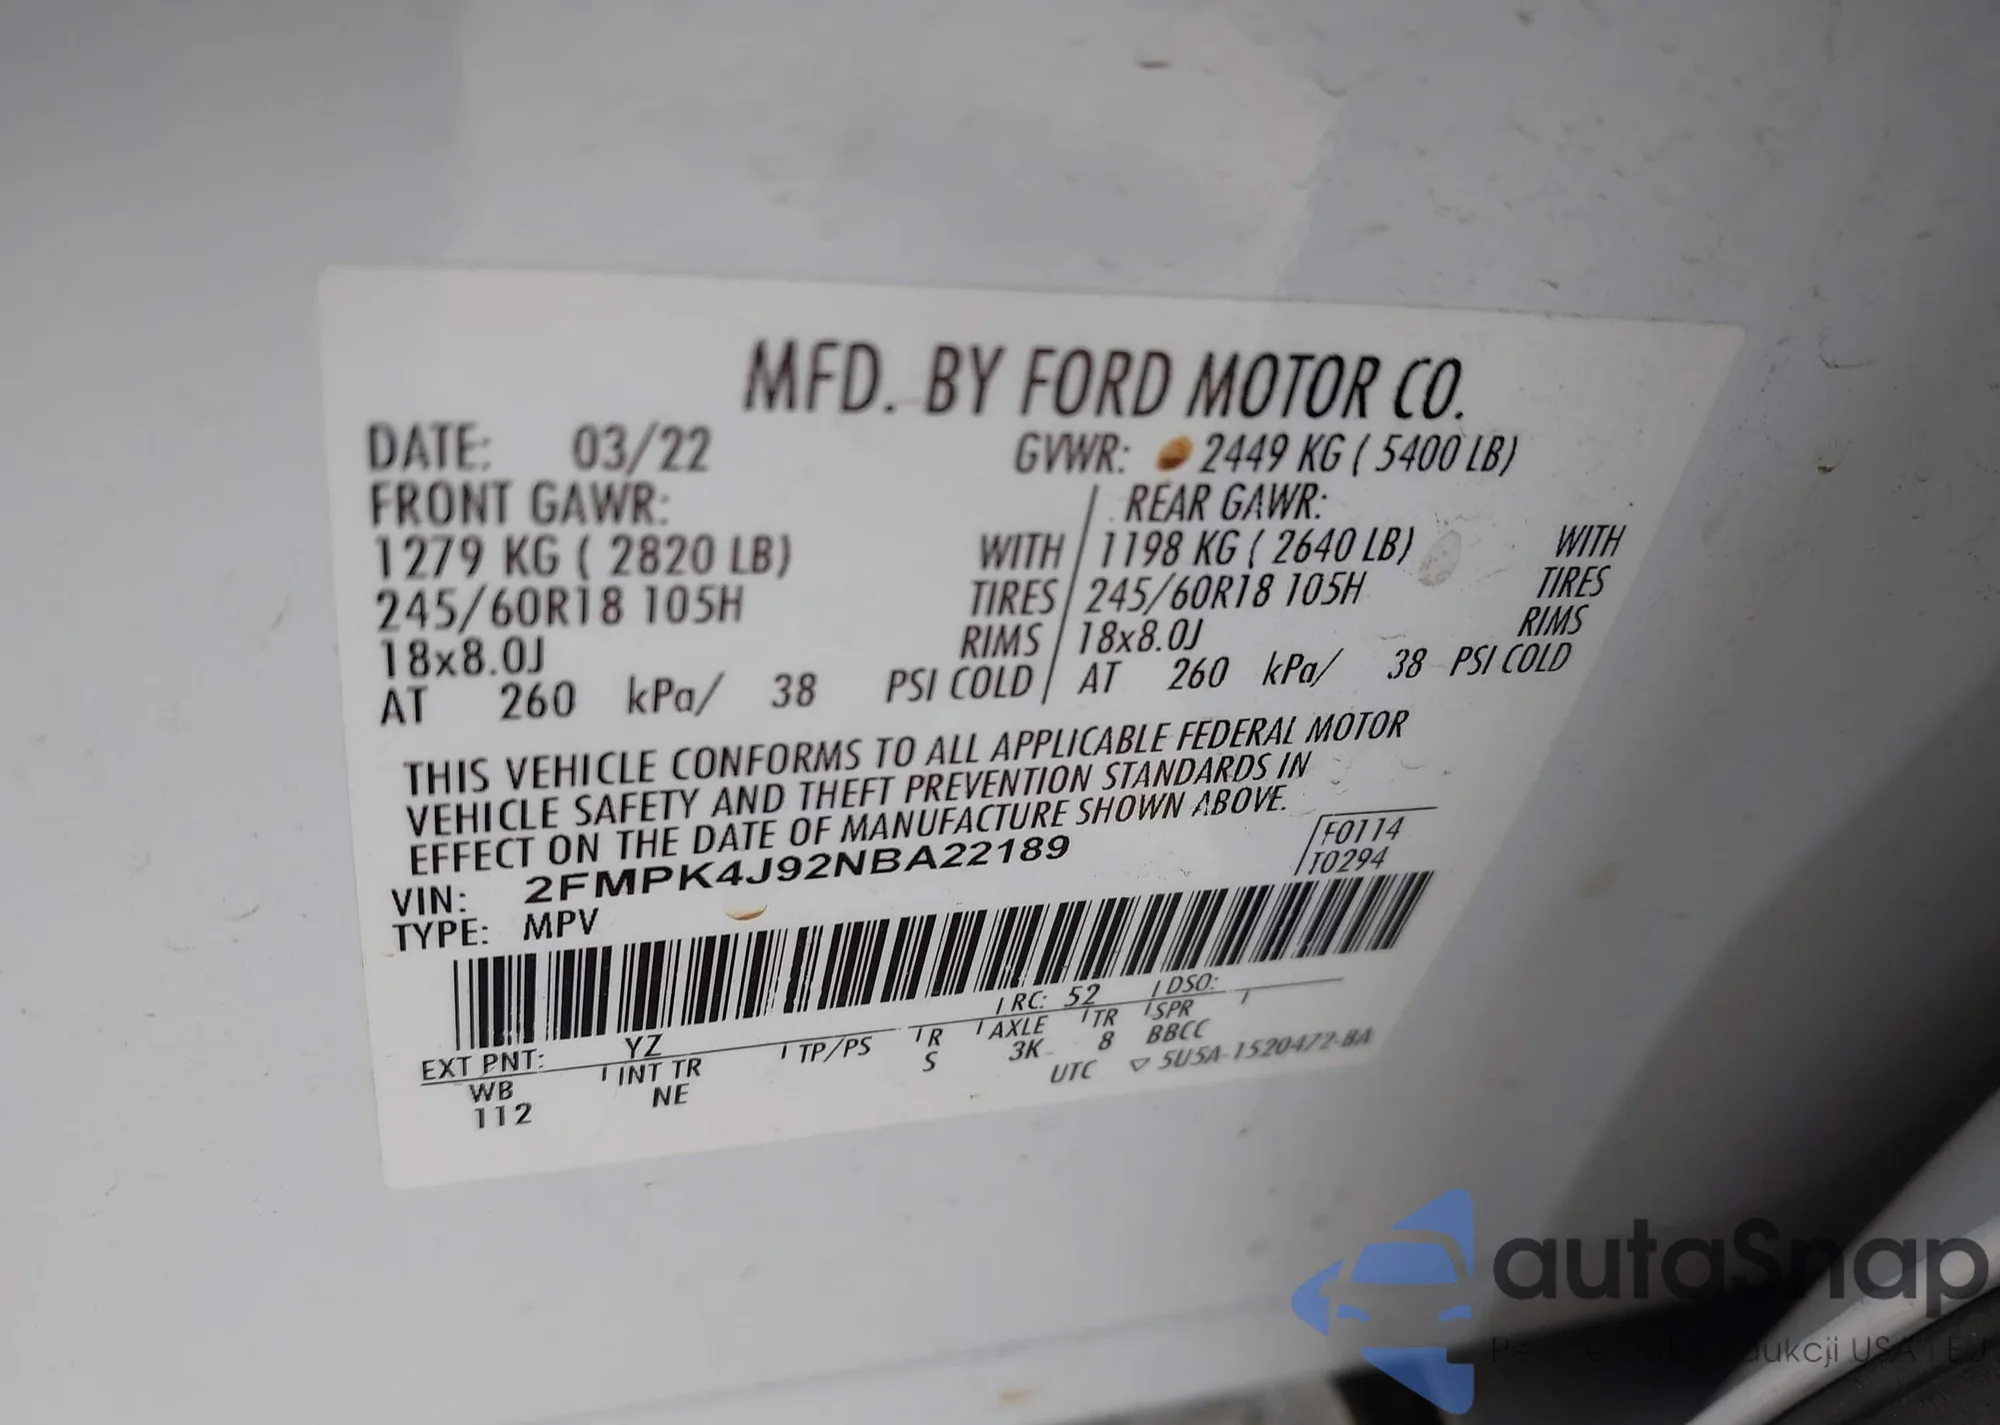 MFD. BY FORD MOTOR CO.
DATE: 03/22 GVWR: 2449 KG ( 5400 LB)
FRONT GAWR: REAR GAWR:
1279 KG ( 2820 LB) WITH 1198 KG ( 2640 LB) WITH
245/60R18 105H TIRES 245/60R18 105H TIRES
18x8.0J RIMS 18x8.0J RIMS
AT 260 kPa/ 38 PSI COLD AT 260 kPa/ 38 PSI COLD
THIS VEHICLE CONFORMS TO ALL APPLICABLE FEDERAL MOTOR
VEHICLE SAFETY AND THEFT PREVENTION STANDARDS IN
EFFECT ON THE DATE OF MANUFACTURE SHOWN ABOVE.
VIN: 2FMPK4J92NBA22189 F0114
TYPE: MPV T0294
EXT PNT: YZ RC: 52 DSO:
WB INT TR TP/PS R AXLE TR SPR
112 NE S 3K 8 BBCC
UTC ▽ 5U5A-1520472-BA
autaSnap
USA